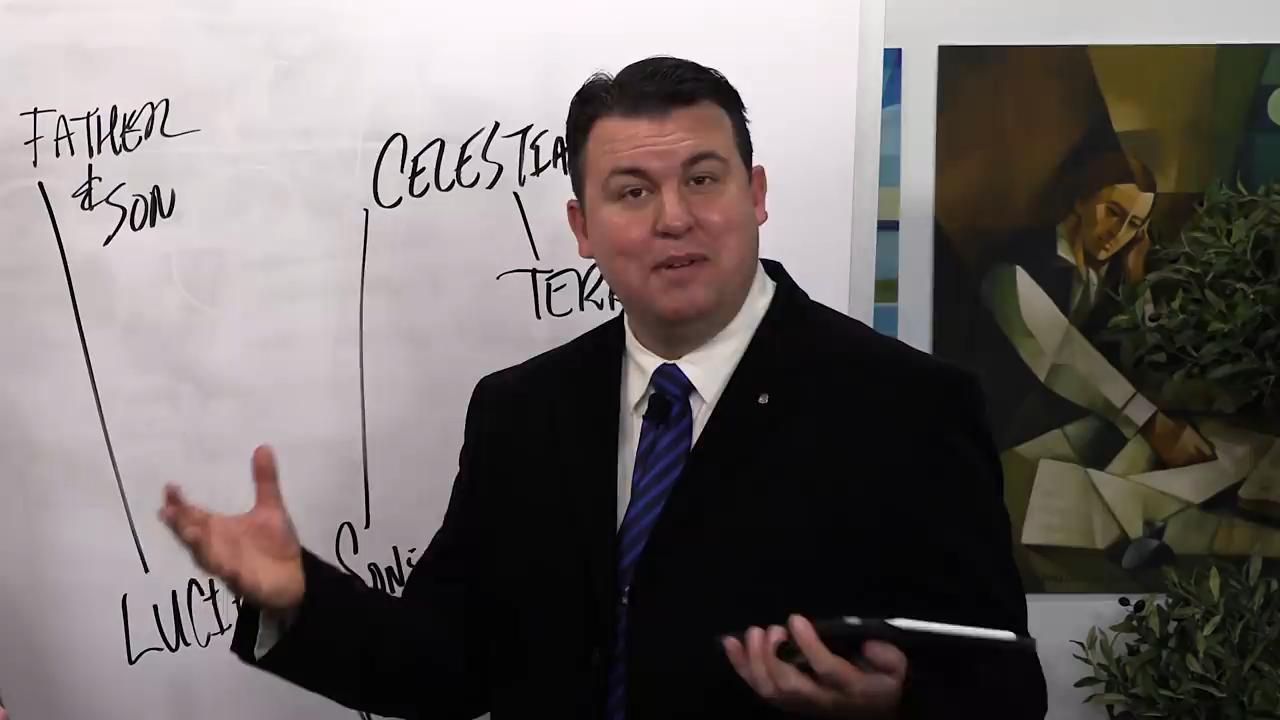 FATHER
& SON
CELESTIA
TERR
SONS
LUCI